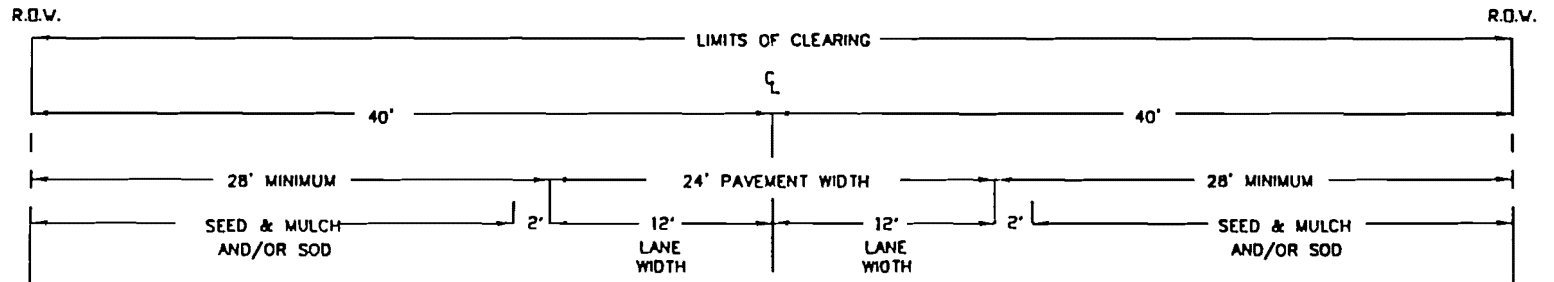 R.O.W.
R.O.W.
LIMITS OF CLEARING
℄
40'
40'
28' MINIMUM
24' PAVEMENT WIDTH
28' MINIMUM
SEED & MULCH
AND/OR SOD
2'
12'
LANE
WIDTH
12'
LANE
WIDTH
2'
SEED & MULCH
AND/OR SOD